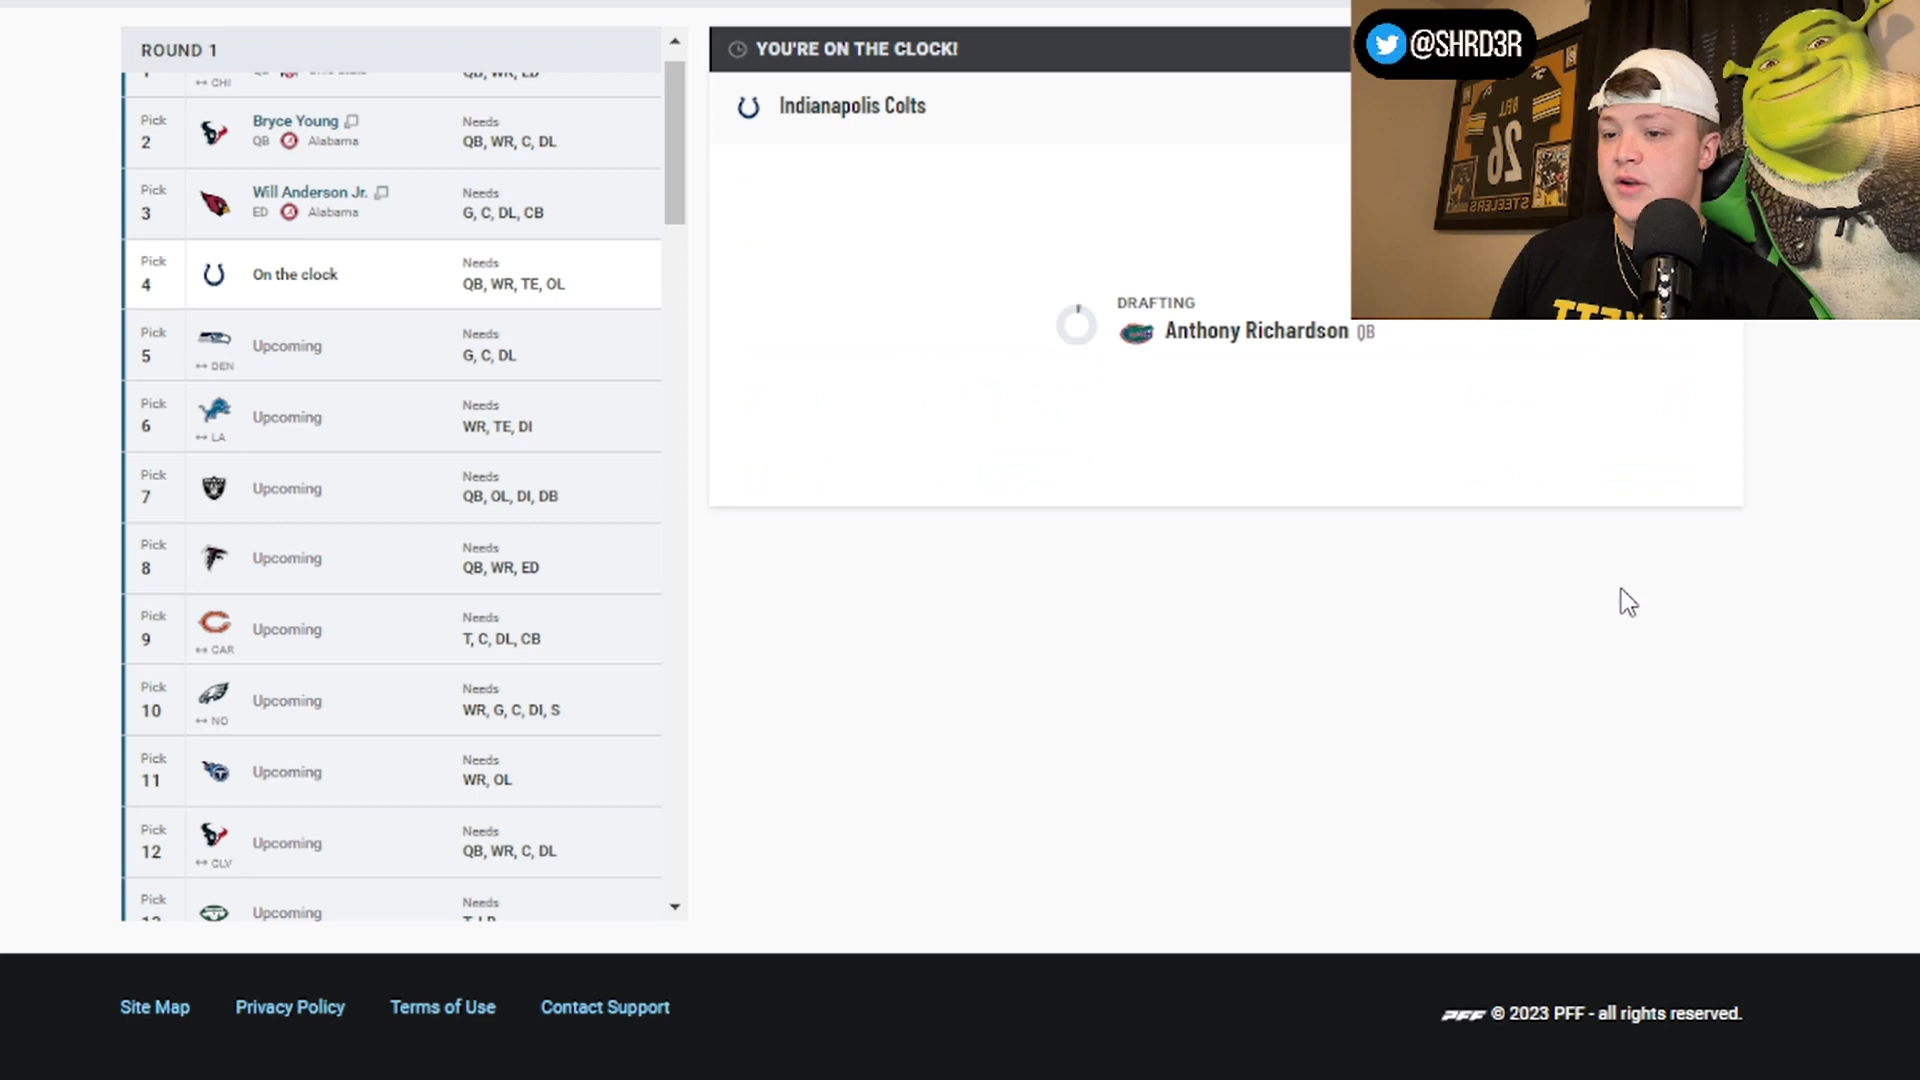 ROUND 1
CHI
Pick
2
Bryce Young
QB Alabama
Needs
QB, WR, C, DL
Pick
3
Will Anderson Jr.
ED Alabama
Needs
G, C, DL, CB
Pick
4
On the clock
Needs
QB, WR, TE, OL
Pick
5
DEN
Upcoming
Needs
G, C, DL
Pick
6
LA
Upcoming
Needs
WR, TE, DI
Pick
7
Upcoming
Needs
QB, OL, DI, DB
Pick
8
Upcoming
Needs
QB, WR, ED
Pick
9
CAR
Upcoming
Needs
T, C, DL, CB
Pick
10
NO
Upcoming
Needs
WR, G, C, DI, S
Pick
11
Upcoming
Needs
WR, OL
Pick
12
CLV
Upcoming
Needs
QB, WR, C, DL
Pick
Upcoming
Needs
YOU'RE ON THE CLOCK!
Indianapolis Colts
DRAFTING
Anthony Richardson QB
@SHRD3R
BELL
26
STEELERS
Site Map Privacy Policy Terms of Use Contact Support
PFF © 2023 PFF - all rights reserved.